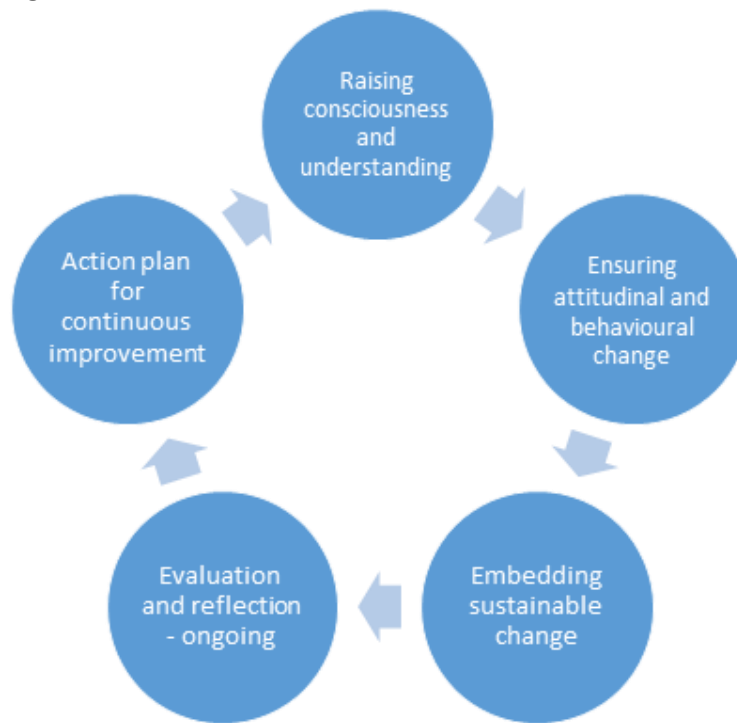 Raising
consciousness
and
understanding
Ensuring
attitudinal and
behavioural
change
Embedding
sustainable
change
Evaluation
and reflection
- ongoing
Action plan
for
continuous
improvement